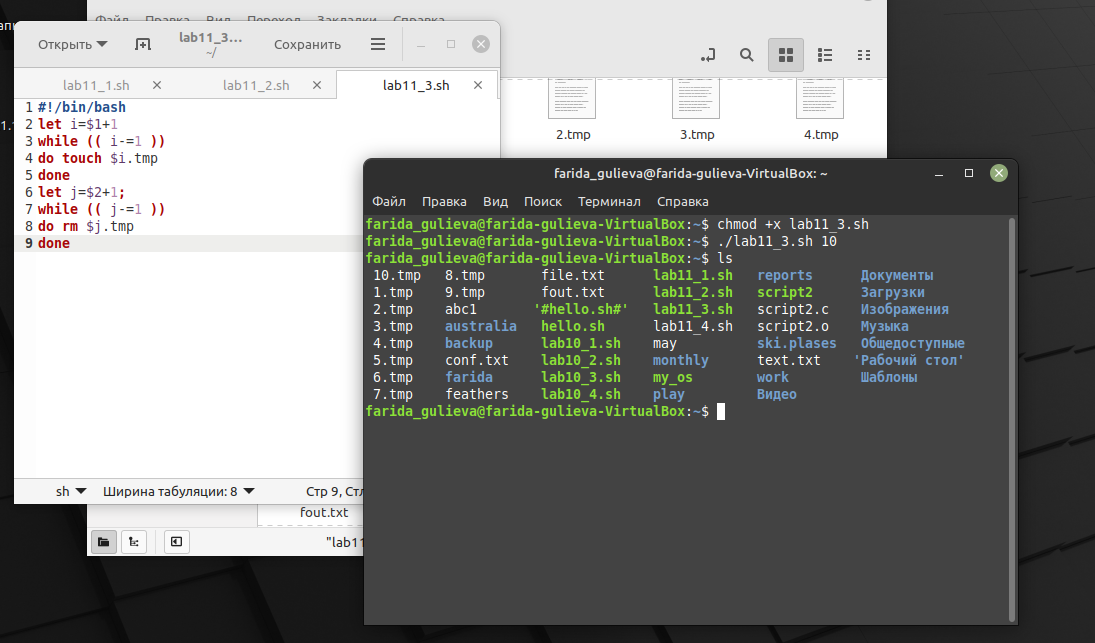 Файл Правка Вид Переход Закладки Справка
Открыть
lab11_3...
~/
Сохранить
lab11_1.sh
lab11_2.sh
lab11_3.sh
1 #!/bin/bash
2 let i=$1+1
3 while (( i-=1 ))
4 do touch $i.tmp
5 done
6 let j=$2+1;
7 while (( j-=1 ))
8 do rm $j.tmp
9 done
sh
Ширина табуляции: 8
Стр 9,
2.tmp
3.tmp
4.tmp
fout.txt
"lab11
farida_gulieva@farida-gulieva-VirtualBox: ~
Файл Правка Вид Поиск Терминал Справка
farida_gulieva@farida-gulieva-VirtualBox:~$ chmod +x lab11_3.sh
farida_gulieva@farida-gulieva-VirtualBox:~$ ./lab11_3.sh 10
farida_gulieva@farida-gulieva-VirtualBox:~$ ls
10.tmp 8.tmp file.txt lab11_1.sh reports Документы
1.tmp 9.tmp fout.txt lab11_2.sh script2 Загрузки
2.tmp abc1 '#hello.sh#' lab11_3.sh script2.c Изображения
3.tmp australia hello.sh lab11_4.sh script2.o Музыка
4.tmp backup lab10_1.sh may ski.plases Общедоступные
5.tmp conf.txt lab10_2.sh monthly text.txt 'Рабочий стол'
6.tmp farida lab10_3.sh my_os work Шаблоны
7.tmp feathers lab10_4.sh play Видео
farida_gulieva@farida-gulieva-VirtualBox:~$